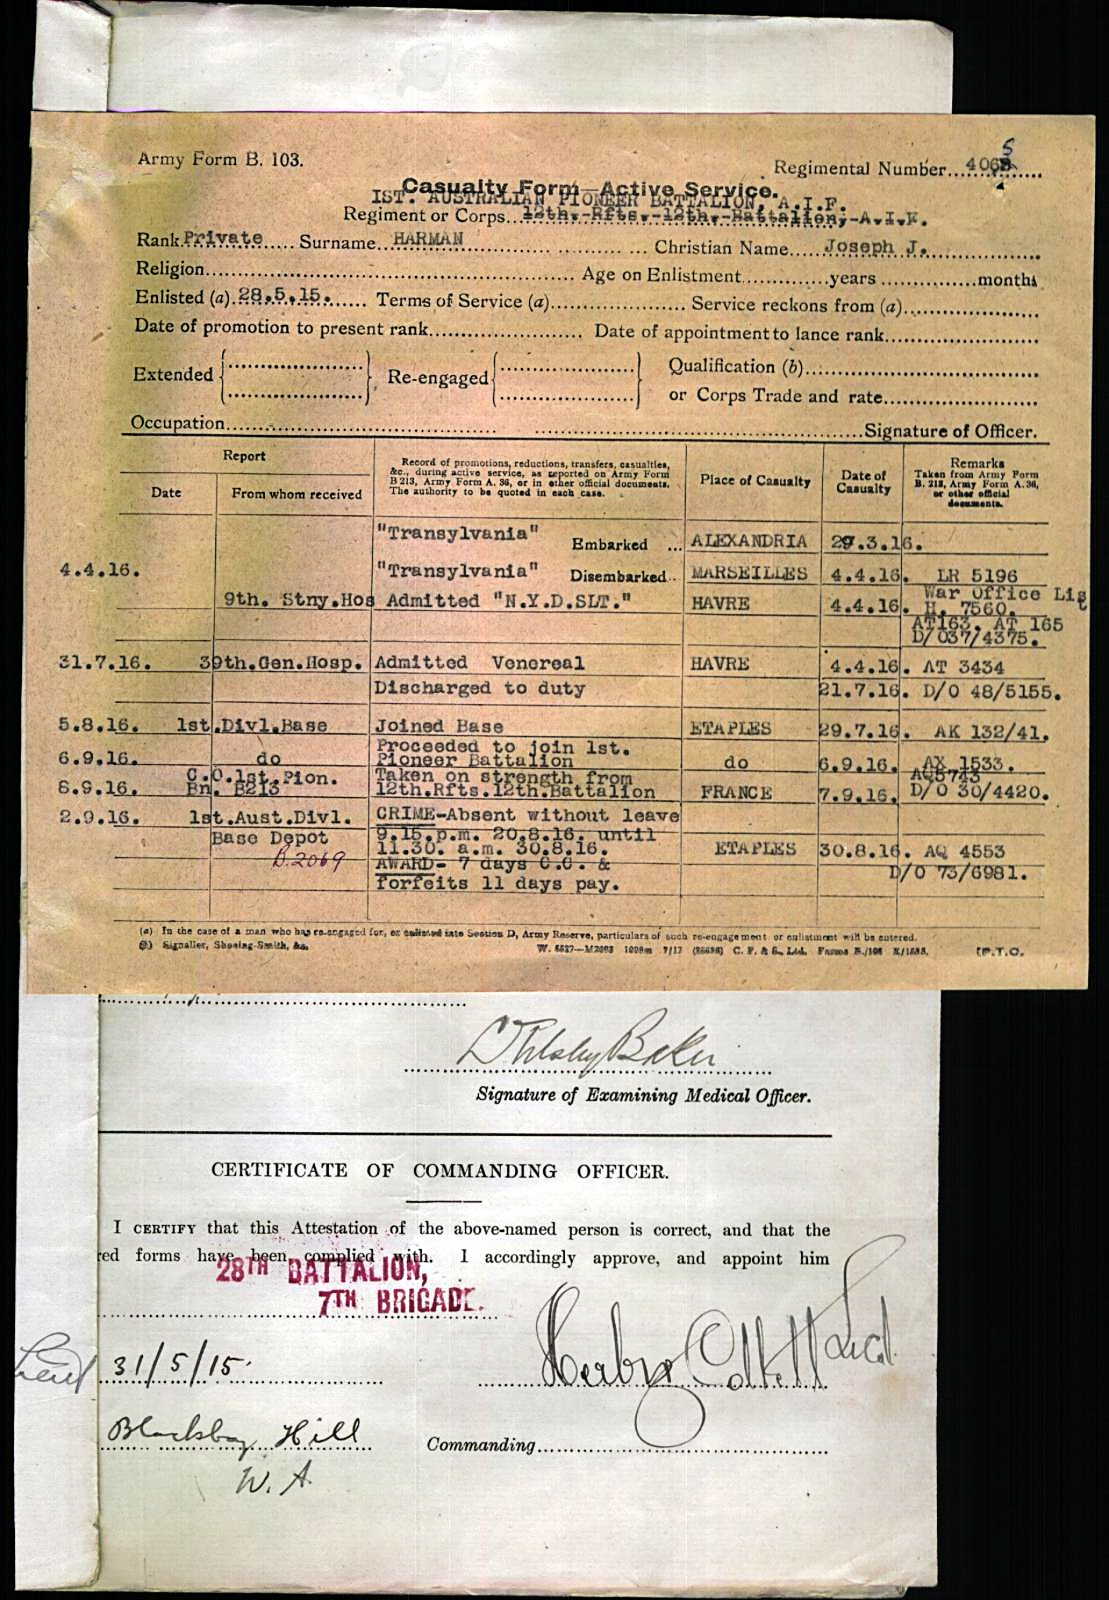 Army Form B. 103.
Regimental Number 4065
Casualty Form—Active Service.
1ST. AUSTRALIAN PIONEER BATTALION, A.I.F.
Regiment or Corps 12th. Rfts. 12th. Battalion, A.I.F.
Rank Private Surname HARMAN Christian Name Joseph J.
Religion Age on Enlistment years months
Enlisted (a) 28.5.15. Terms of Service (a) Service reckons from (a)
Date of promotion to present rank Date of appointment to lance rank
Extended Re-engaged Qualification (b)
or Corps Trade and rate
Occupation Signature of Officer.
Report
Date From whom received
Record of promotions, reductions, transfers, casualties, &c., during active service, as reported on Army Form B 213, Army Form A. 36, or in other official documents. The authority to be quoted in each case.
Place of Casualty
Date of Casualty
Remarks Taken from Army Form B. 213, Army Form A. 36, or other official documents.
"Transylvania" Embarked ... ALEXANDRIA 29.3.16.
4.4.16. "Transylvania" Disembarked.. MARSEILLES 4.4.16. LR 5196
9th. Stny.Hos Admitted "N.Y.D.SLT." HAVRE 4.4.16. War Office List H. 7560.
AT163. AT 165
D/037/4375.
31.7.16. 39th.Gen.Hosp. Admitted Venereal HAVRE 4.4.16. AT 3434
Discharged to duty 21.7.16. D/O 48/5155.
5.8.16. 1st.Divl.Base Joined Base ETAPLES 29.7.16. AK 132/41.
6.9.16. do Proceeded to join 1st. Pioneer Battalion do 6.9.16. AX 1533.
8.9.16. C.O.1st.Pion. Bn. B213 Taken on strength from 12th.Rfts.12th.Battalion FRANCE 7.9.16. AQ5743 D/O 30/4420.
2.9.16. 1st.Aust.Divl. CRIME-Absent without leave
Base Depot 9.15.p.m. 20.8.16. until
B.2069 11.30. a.m. 30.8.16. ETAPLES 30.8.16. AQ 4553
AWARD- 7 days C.C. & D/O 73/6981.
forfeits 11 days pay.
(a) In the case of a man who has re-engaged for, or enlisted into Section D, Army Reserve, particulars of such re-engagement or enlistment will be entered.
(b) Signaller, Shoeing-Smith, &c. [P.T.O.
Baker
Signature of Examining Medical Officer.
CERTIFICATE OF COMMANDING OFFICER.
I CERTIFY that this Attestation of the above-named person is correct, and that the
forms have been complied with. I accordingly approve, and appoint him
28TH BATTALION,
7TH BRIGADE.
Lieut 31/5/15.
Blackboy Hill
Commanding
W. A.